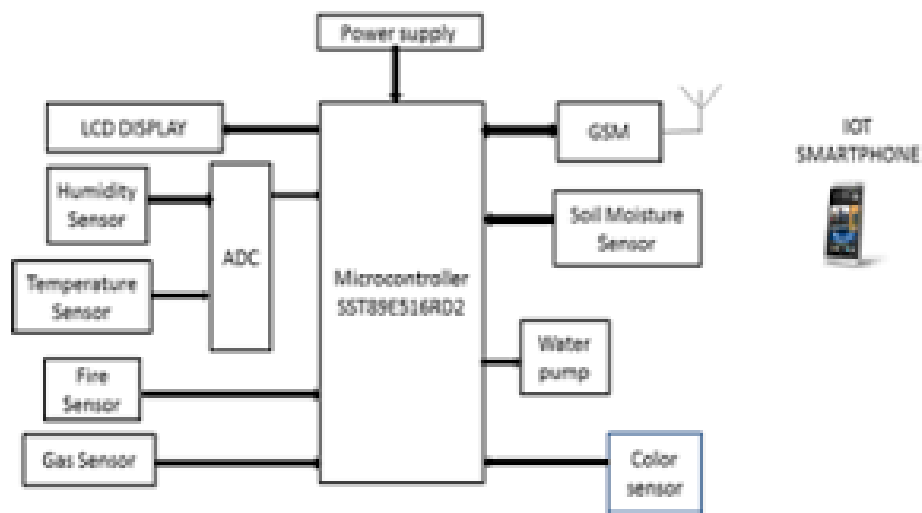 Power supply
LCD DISPLAY
GSM
IOT
SMARTPHONE
Humidity
Sensor
ADC
Soil Moisture
Sensor
Temperature
Sensor
Microcontroller
SST89E516RD2
Water
pump
Fire
Sensor
Gas Sensor
Color
sensor